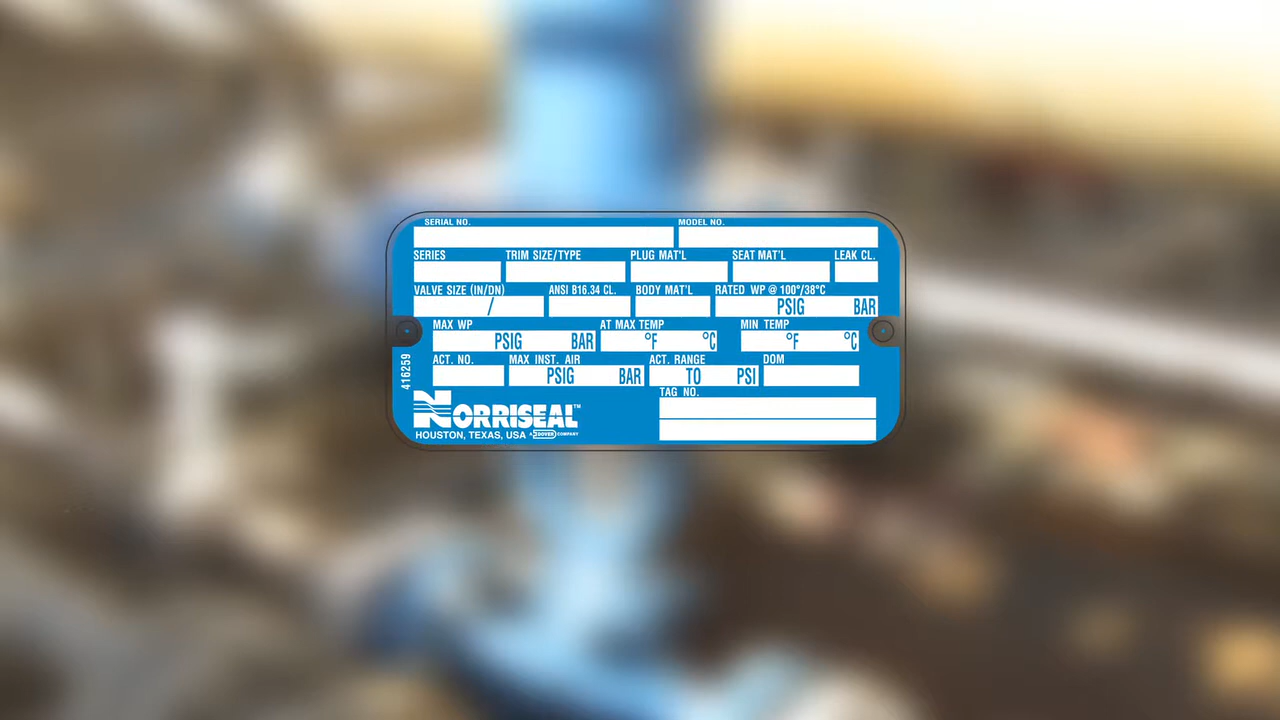 SERIAL NO. MODEL NO.
SERIES TRIM SIZE/TYPE PLUG MAT'L SEAT MAT'L LEAK CL.
VALVE SIZE (IN/DN) ANSI B16.34 CL. BODY MAT'L RATED WP @ 100°/38°C
/ PSIG BAR
MAX WP AT MAX TEMP MIN TEMP
PSIG BAR °F °C °F °C
ACT. NO. MAX INST. AIR ACT. RANGE DOM
PSIG BAR TO PSI
416259
TAG NO.
NORRISEAL™
HOUSTON, TEXAS, USA A DOVER COMPANY